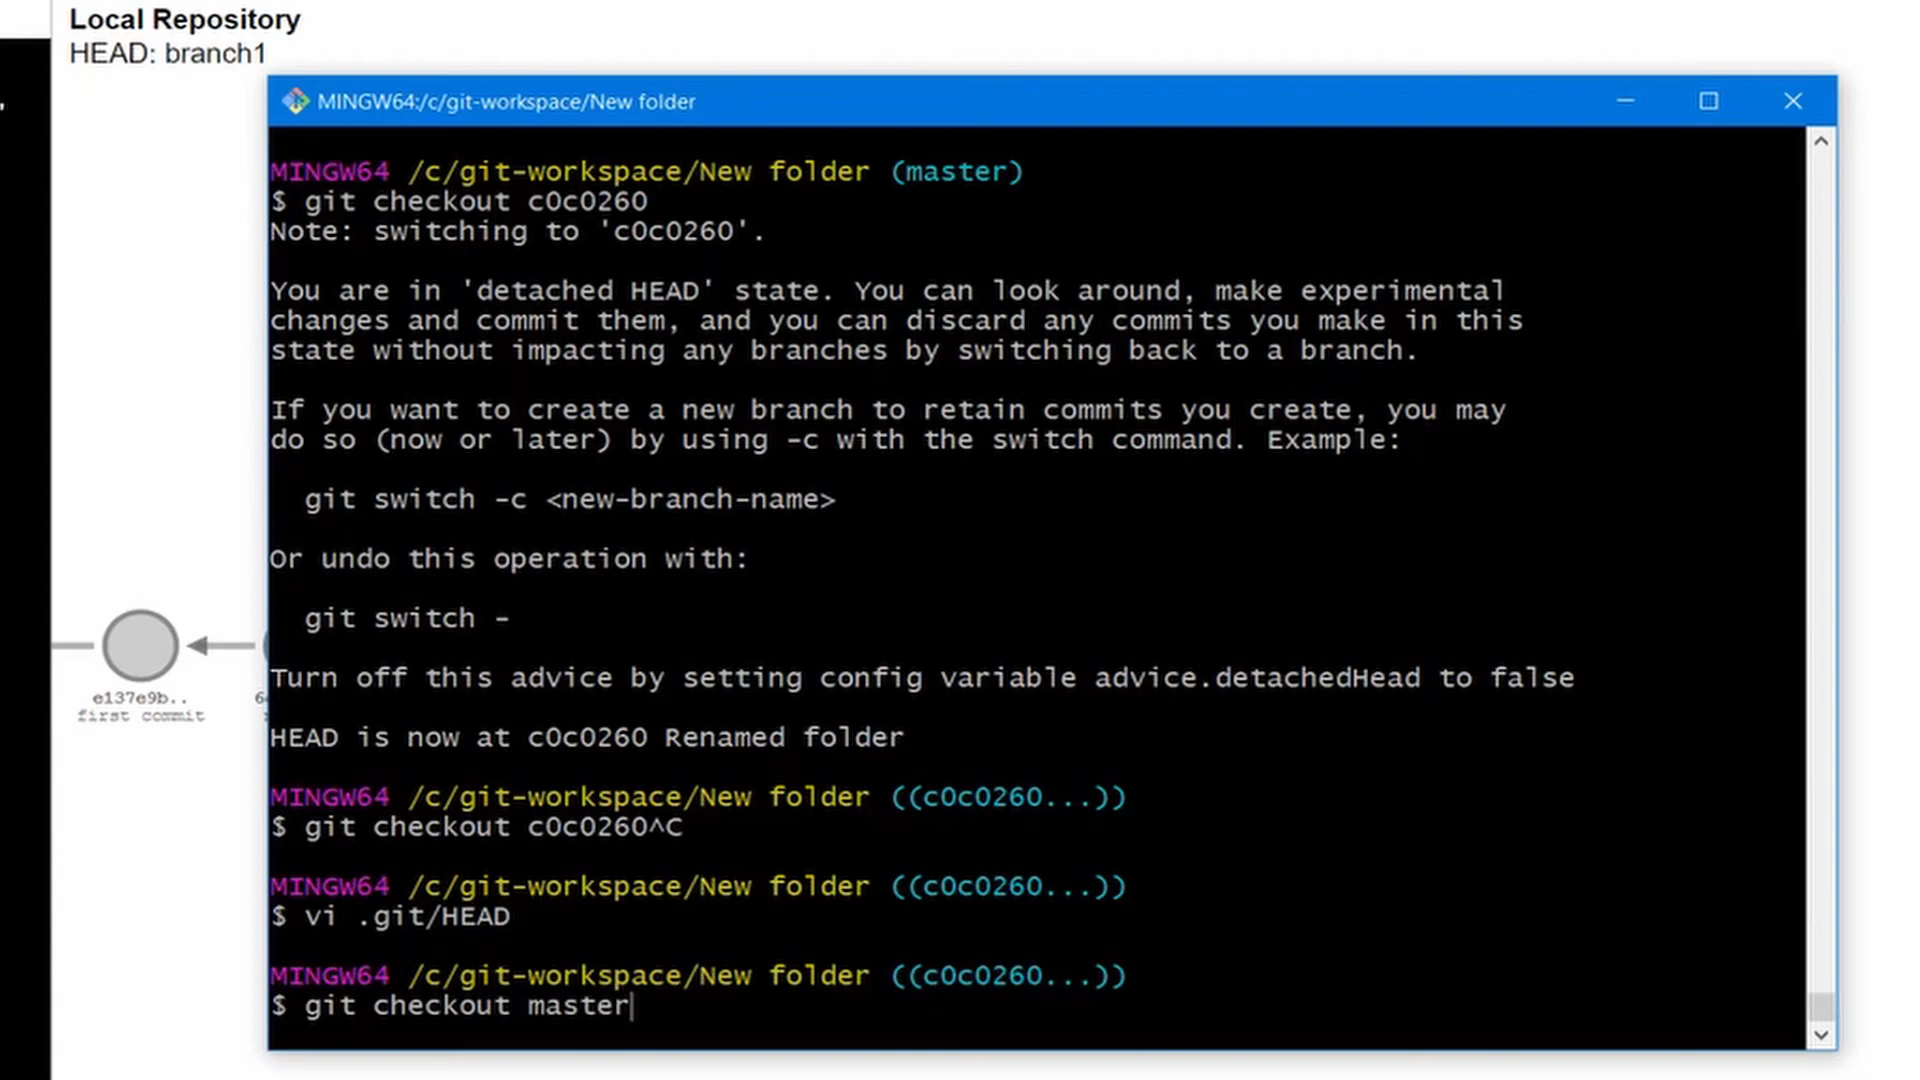 Local Repository
HEAD: branch1
MINGW64:/c/git-workspace/New folder
MINGW64 /c/git-workspace/New folder (master)
$ git checkout c0c0260
Note: switching to 'c0c0260'.
You are in 'detached HEAD' state. You can look around, make experimental
changes and commit them, and you can discard any commits you make in this
state without impacting any branches by switching back to a branch.
If you want to create a new branch to retain commits you create, you may
do so (now or later) by using -c with the switch command. Example:
git switch -c <new-branch-name>
Or undo this operation with:
git switch -
Turn off this advice by setting config variable advice.detachedHead to false
HEAD is now at c0c0260 Renamed folder
MINGW64 /c/git-workspace/New folder ((c0c0260...))
$ git checkout c0c0260^C
MINGW64 /c/git-workspace/New folder ((c0c0260...))
$ vi .git/HEAD
MINGW64 /c/git-workspace/New folder ((c0c0260...))
$ git checkout master
e137e9b..
first commit